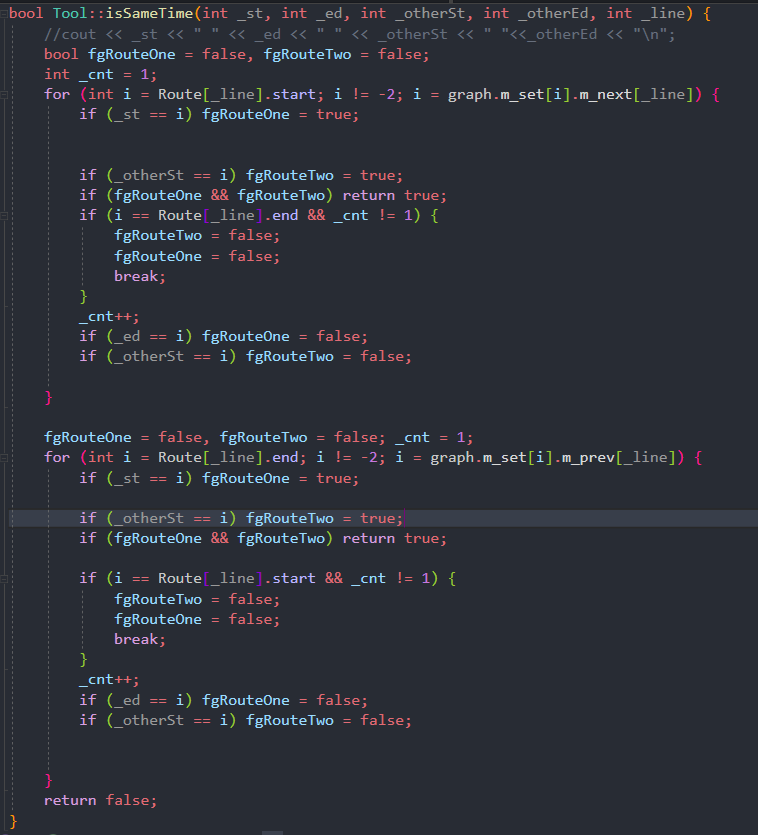 bool Tool::isSameTime(int _st, int _ed, int _otherSt, int _otherEd, int _line) {
//cout << _st << " " << _ed << " " << _otherSt << " "<<_otherEd << "\n";
bool fgRouteOne = false, fgRouteTwo = false;
int _cnt = 1;
for (int i = Route[_line].start; i != -2; i = graph.m_set[i].m_next[_line]) {
if (_st == i) fgRouteOne = true;
if (_otherSt == i) fgRouteTwo = true;
if (fgRouteOne && fgRouteTwo) return true;
if (i == Route[_line].end && _cnt != 1) {
fgRouteTwo = false;
fgRouteOne = false;
break;
}
_cnt++;
if (_ed == i) fgRouteOne = false;
if (_otherSt == i) fgRouteTwo = false;
}
fgRouteOne = false, fgRouteTwo = false; _cnt = 1;
for (int i = Route[_line].end; i != -2; i = graph.m_set[i].m_prev[_line]) {
if (_st == i) fgRouteOne = true;
if (_otherSt == i) fgRouteTwo = true;
if (fgRouteOne && fgRouteTwo) return true;
if (i == Route[_line].start && _cnt != 1) {
fgRouteTwo = false;
fgRouteOne = false;
break;
}
_cnt++;
if (_ed == i) fgRouteOne = false;
if (_otherSt == i) fgRouteTwo = false;
}
return false;
}